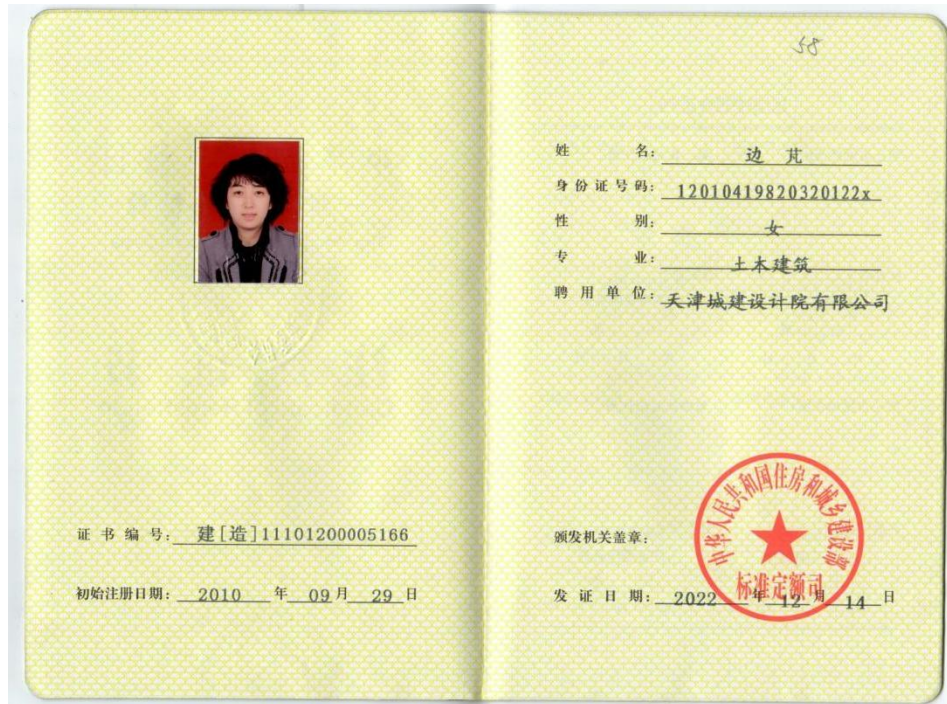 58
姓 名: 边 芃
身份证号码: 12010419820320122x
性 别: 女
专 业: 土木建筑
聘 用 单 位: 天津城建设计院有限公司
证 书 编 号: 建[造]11101200005166
初始注册日期: 2010 年 09 月 29 日
颁发机关盖章:
中华人民共和国住房和城乡建设部
标准定额司
发 证 日 期: 2022 年 12 月 14 日